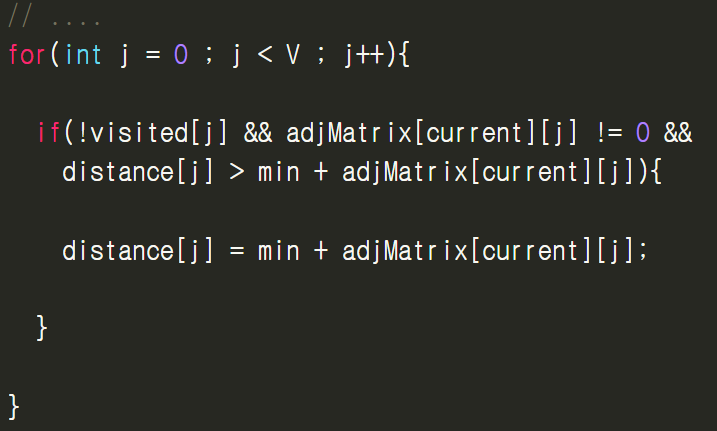 // ....
for(int j = 0 ; j < V ; j++){
if(!visited[j] && adjMatrix[current][j] != 0 &&
distance[j] > min + adjMatrix[current][j]){
distance[j] = min + adjMatrix[current][j];
}
}